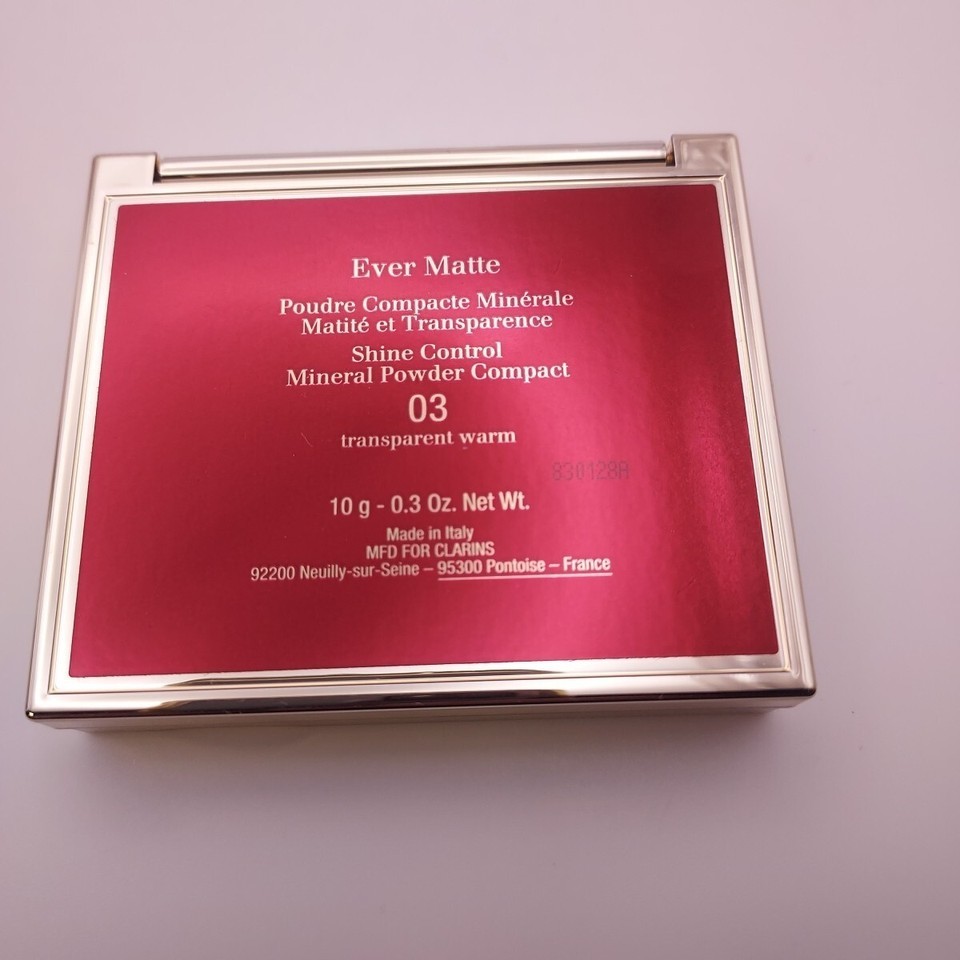 Ever Matte
Poudre Compacte Minérale
Matité et Transparence
Shine Control
Mineral Powder Compact
03
transparent warm
830128A
10 g - 0.3 Oz. Net Wt.
Made in Italy
MFD FOR CLARINS
92200 Neuilly-sur-Seine – 95300 Pontoise – France